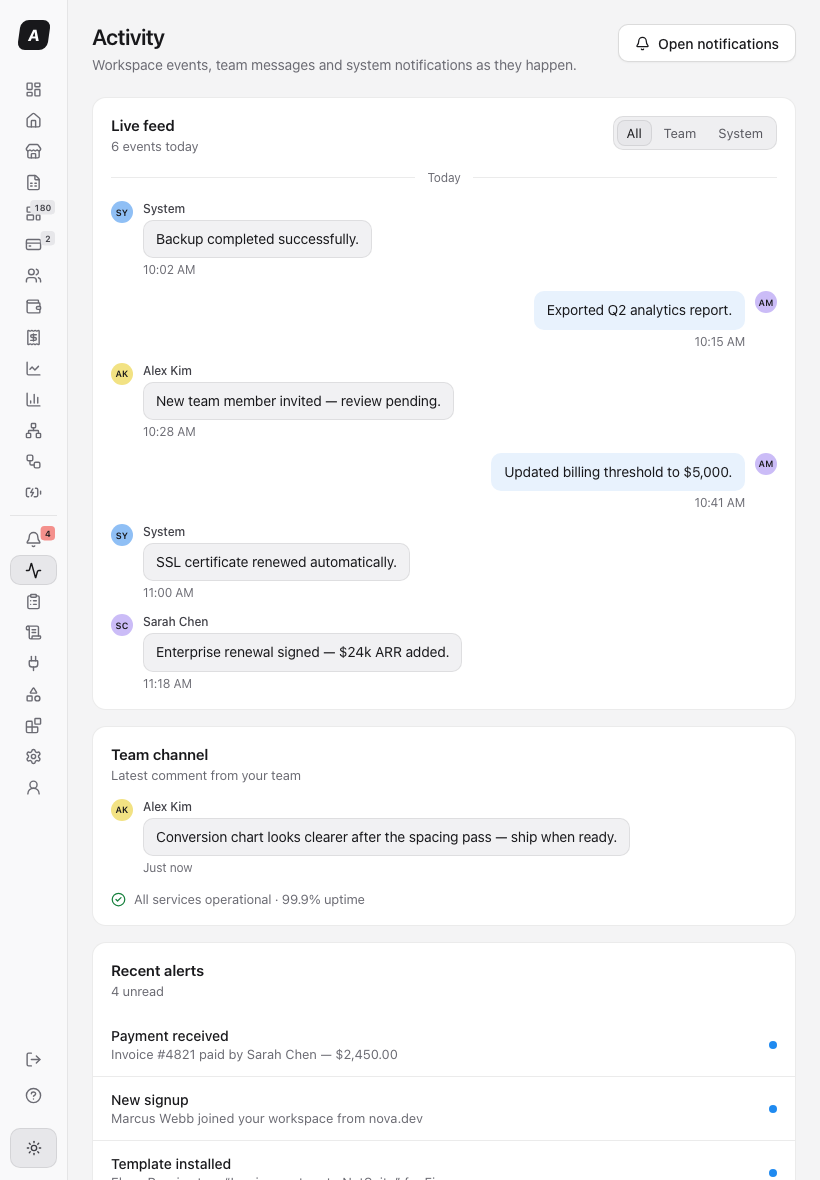 A
Activity
Workspace events, team messages and system notifications as they happen.
Open notifications
180
2
4
Live feed
6 events today
All
Team
System
Today
SY
System
Backup completed successfully.
10:02 AM
Exported Q2 analytics report.
AM
10:15 AM
AK
Alex Kim
New team member invited — review pending.
10:28 AM
Updated billing threshold to $5,000.
AM
10:41 AM
SY
System
SSL certificate renewed automatically.
11:00 AM
SC
Sarah Chen
Enterprise renewal signed — $24k ARR added.
11:18 AM
Team channel
Latest comment from your team
AK
Alex Kim
Conversion chart looks clearer after the spacing pass — ship when ready.
Just now
All services operational · 99.9% uptime
Recent alerts
4 unread
Payment received
Invoice #4821 paid by Sarah Chen — $2,450.00
New signup
Marcus Webb joined your workspace from nova.dev
Template installed